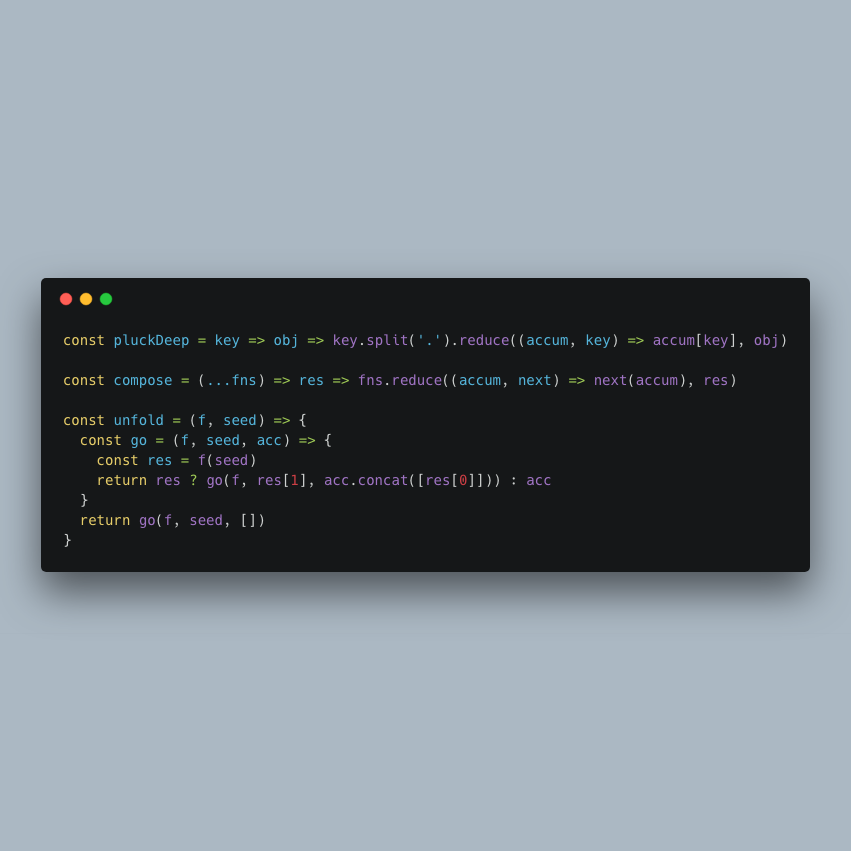 const pluckDeep = key => obj => key.split('.').reduce((accum, key) => accum[key], obj)
const compose = (...fns) => res => fns.reduce((accum, next) => next(accum), res)
const unfold = (f, seed) => {
  const go = (f, seed, acc) => {
    const res = f(seed)
    return res ? go(f, res[1], acc.concat([res[0]])) : acc
  }
  return go(f, seed, [])
}